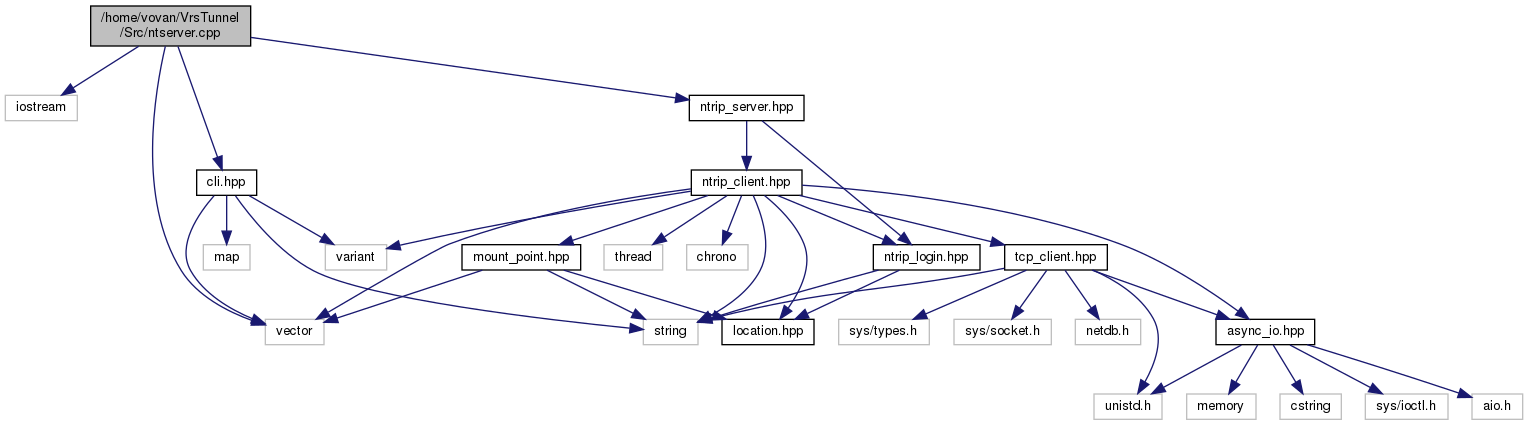 /home/vovan/VrsTunnel
/Src/ntserver.cpp
iostream
ntrip_server.hpp
cli.hpp
ntrip_client.hpp
map
variant
mount_point.hpp
thread
chrono
ntrip_login.hpp
tcp_client.hpp
vector
string
location.hpp
sys/types.h
sys/socket.h
netdb.h
async_io.hpp
unistd.h
memory
cstring
sys/ioctl.h
aio.h